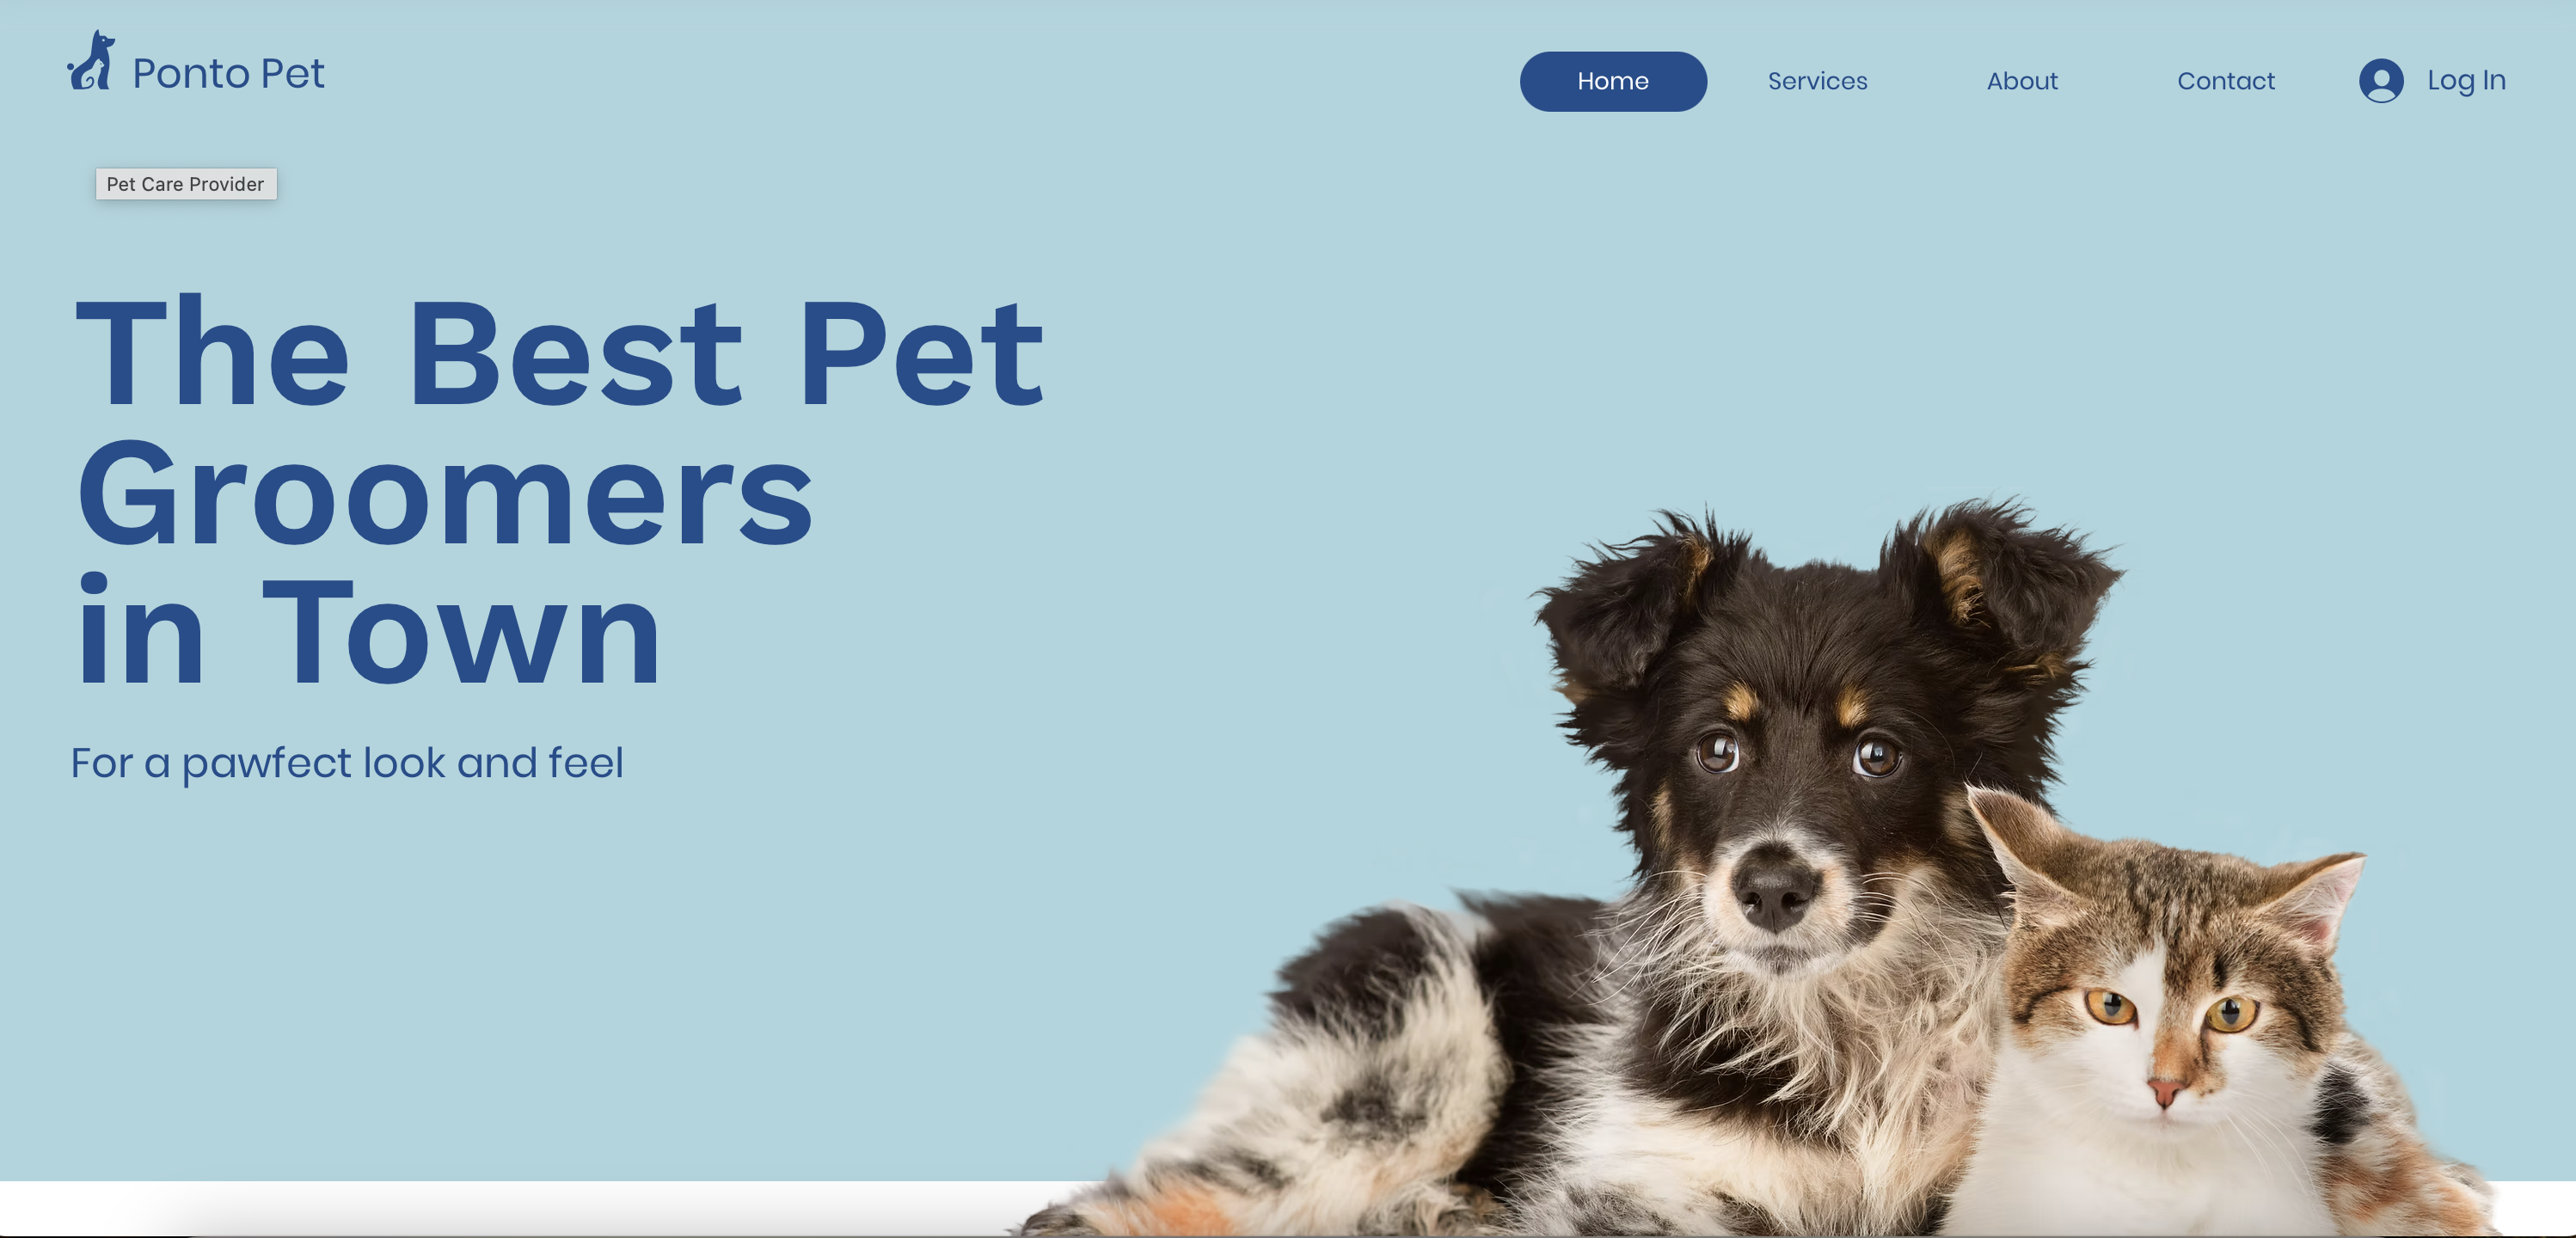 Ponto Pet
Home
Services
About
Contact
Log In
Pet Care Provider
The Best Pet
Groomers
in Town
For a pawfect look and feel